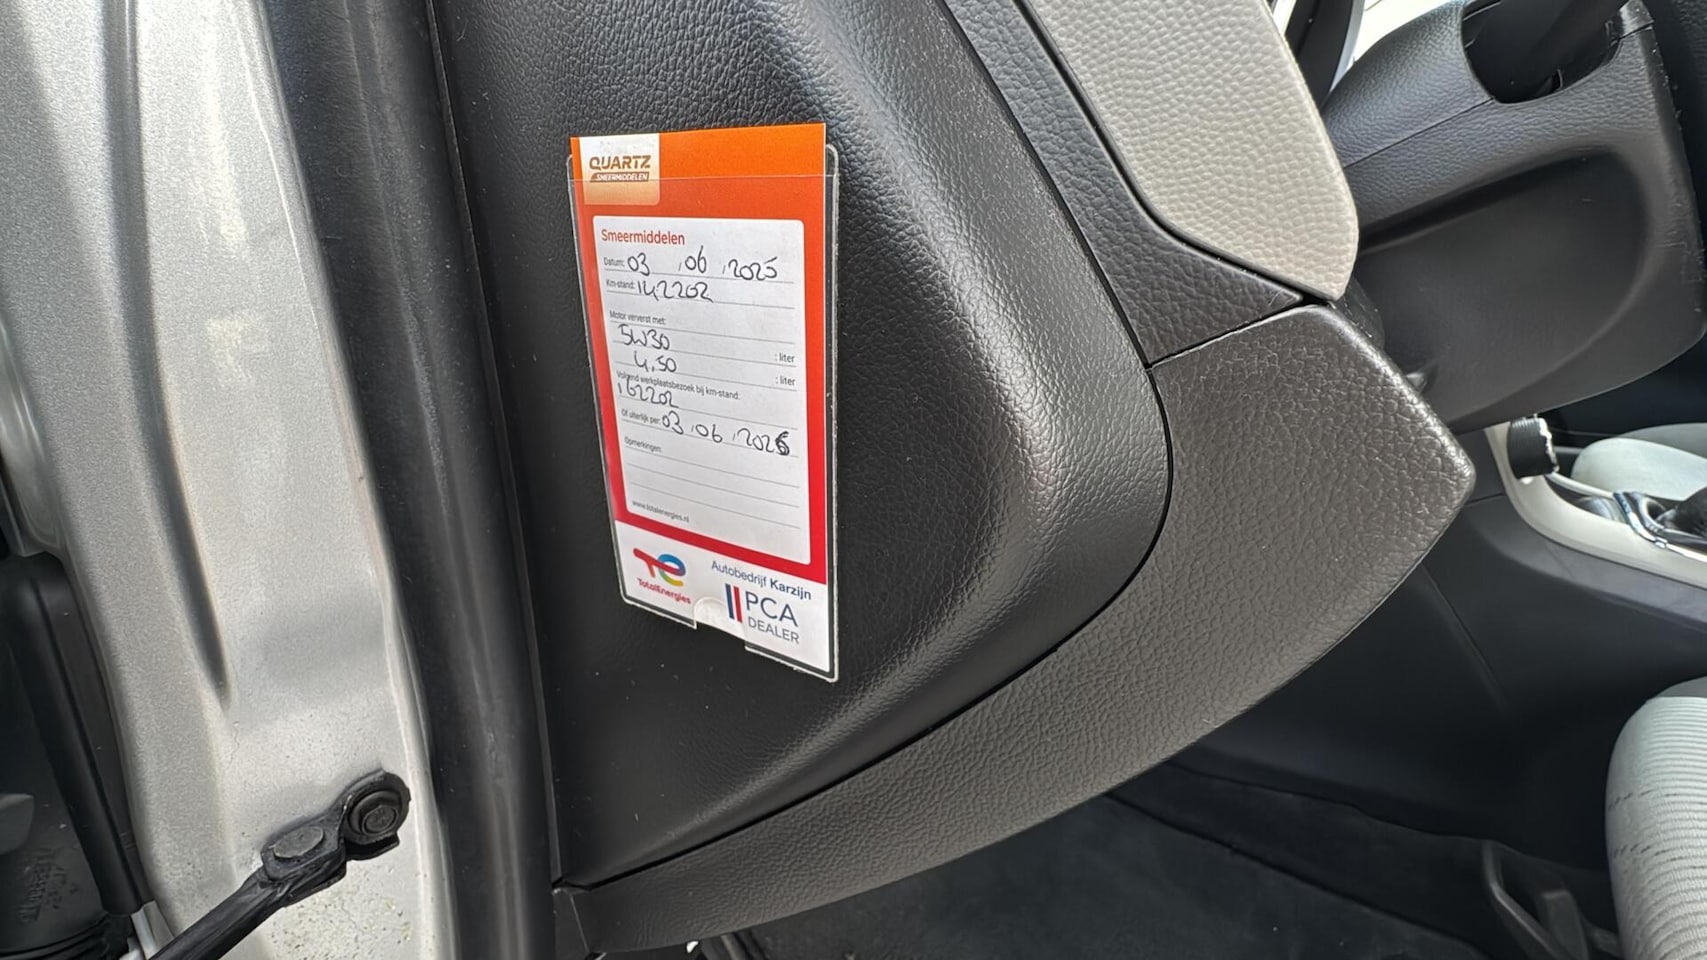 QUARTZ
SMEERMIDDELEN
Smeermiddelen
Datum: 03 . 06 . 2025
Km-stand: 142202
Motor ververst met:
5W30 : liter
4,50 : liter
Volgend werkplaatsbezoek bij km-stand:
162202
Of uiterlijk per: 03 . 06 . 2026
Opmerkingen:
www.totalenergies.nl
TotalEnergies
Autobedrijf Karzijn
PCA
DEALER